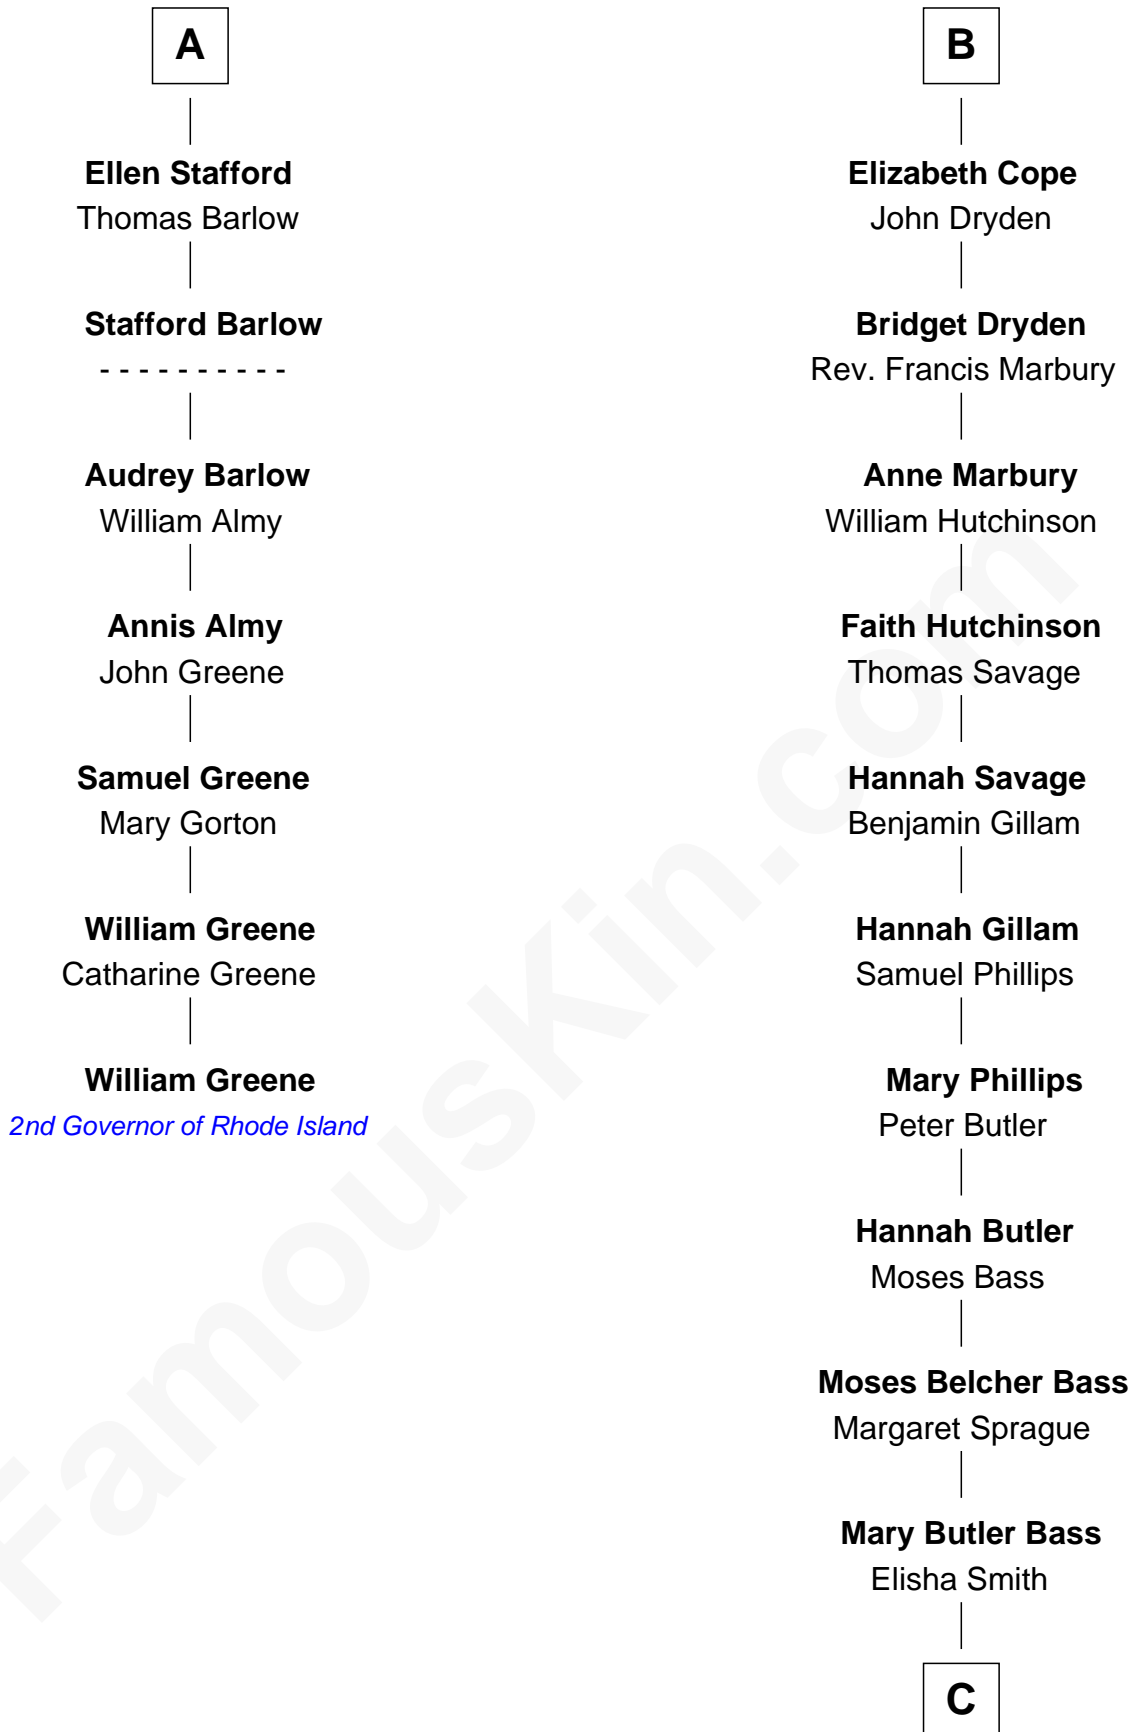 A
Ellen Stafford
Thomas Barlow
Stafford Barlow
- - - - - - - - - -
Audrey Barlow
William Almy
Annis Almy
John Greene
Samuel Greene
Mary Gorton
William Greene
Catharine Greene
William Greene
2nd Governor of Rhode Island
B
Elizabeth Cope
John Dryden
Bridget Dryden
Rev. Francis Marbury
Anne Marbury
William Hutchinson
Faith Hutchinson
Thomas Savage
Hannah Savage
Benjamin Gillam
Hannah Gillam
Samuel Phillips
Mary Phillips
Peter Butler
Hannah Butler
Moses Bass
Moses Belcher Bass
Margaret Sprague
Mary Butler Bass
Elisha Smith
C
FamousKin.com